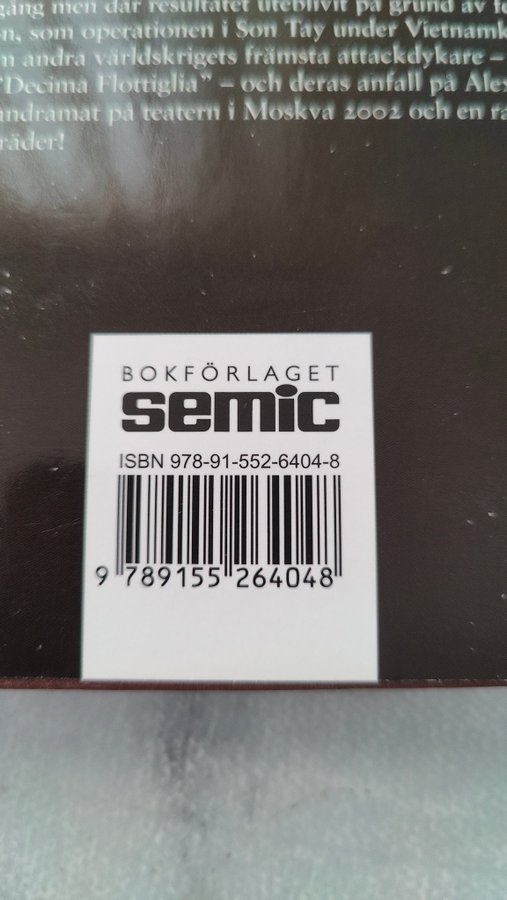 gång men där resultatet uteblivit på grund av
som operationen i Son Tay under
andra världskrigets främsta attackdykare –
"Decima Flottiglia" – och deras anfall på
på teatern i Moskva 2002 och en
räder!
BOKFÖRLAGET
semic
ISBN 978-91-552-6404-8
9 789155 264048